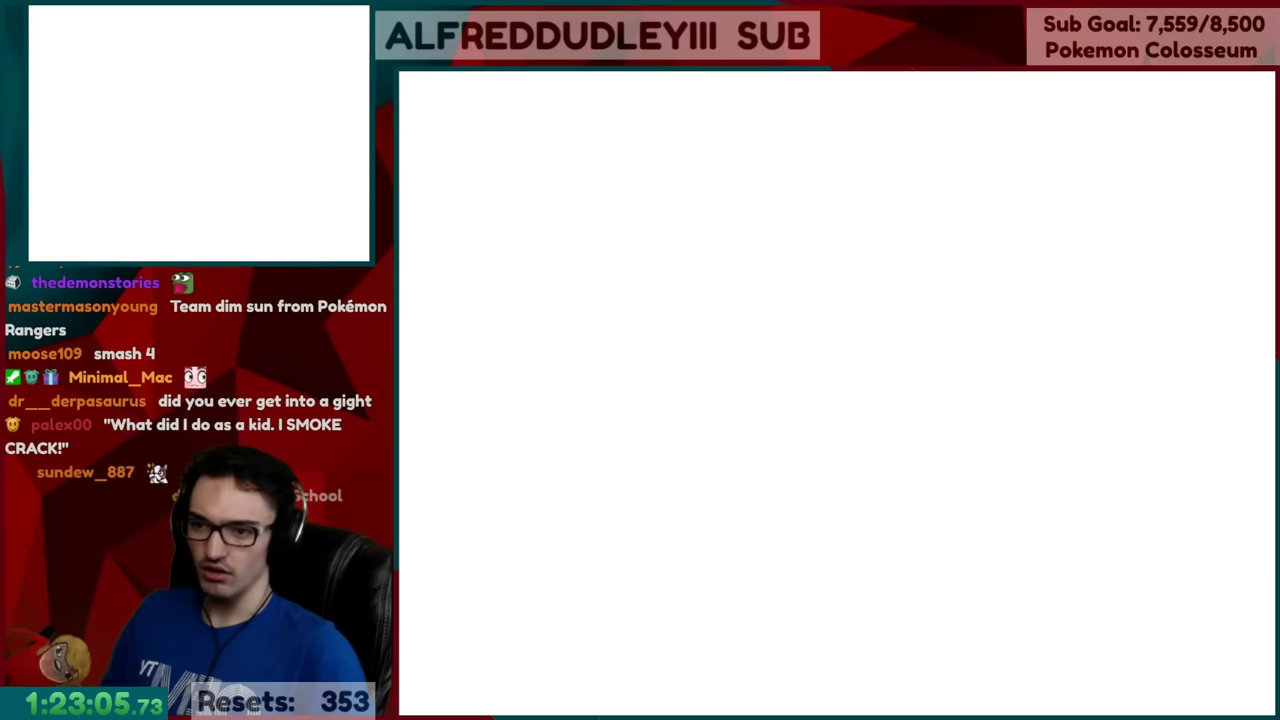 ALFREDDUDLEYIII SUB
Sub Goal: 7,559/8,500
Pokemon Colosseum
thedemonstories
mastermasonyoung Team dim sun from Pokémon
Rangers
moose109 smash 4
Minimal_Mac
dr__derpasaurus did you ever get into a gight
palex00 "What did I do as a kid. I SMOKE
CRACK!"
sundew_887
School
YT
1:23:05.73
Resets: 353